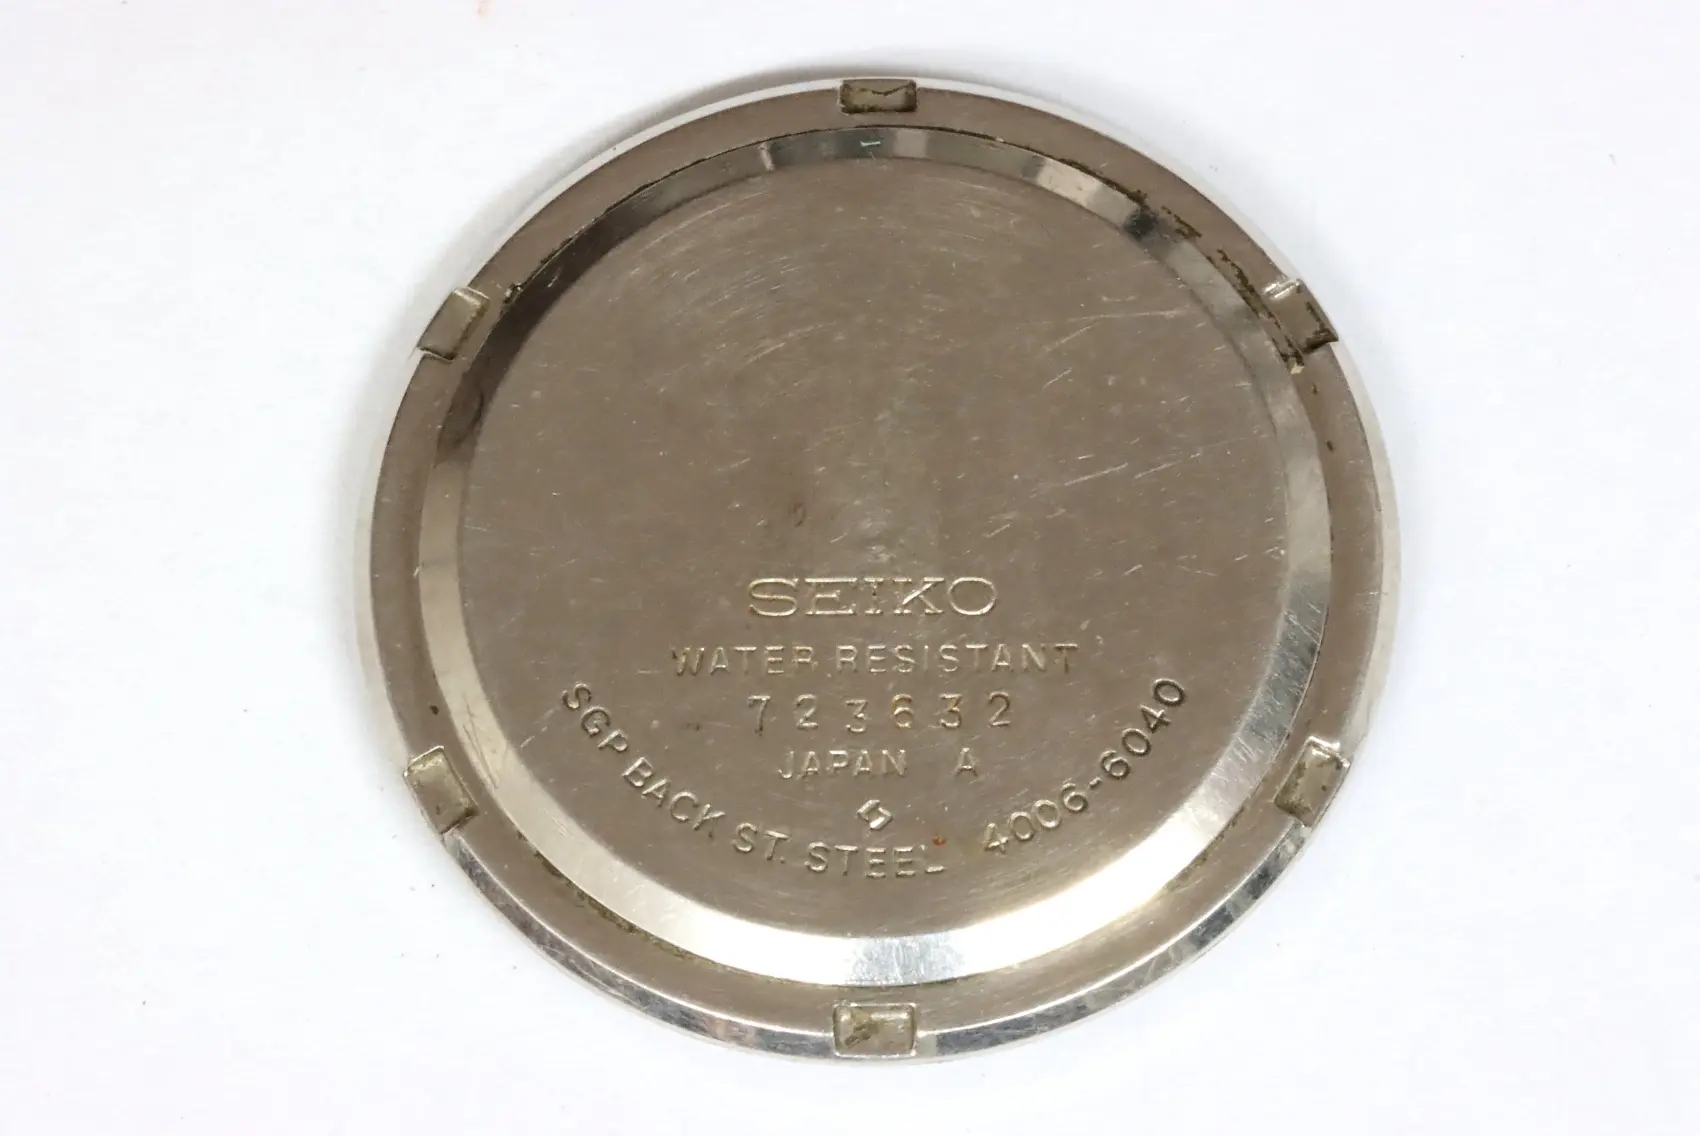 SEIKO
WATER RESISTANT
723632
JAPAN A
SGP BACK ST. STEEL 4006-6040